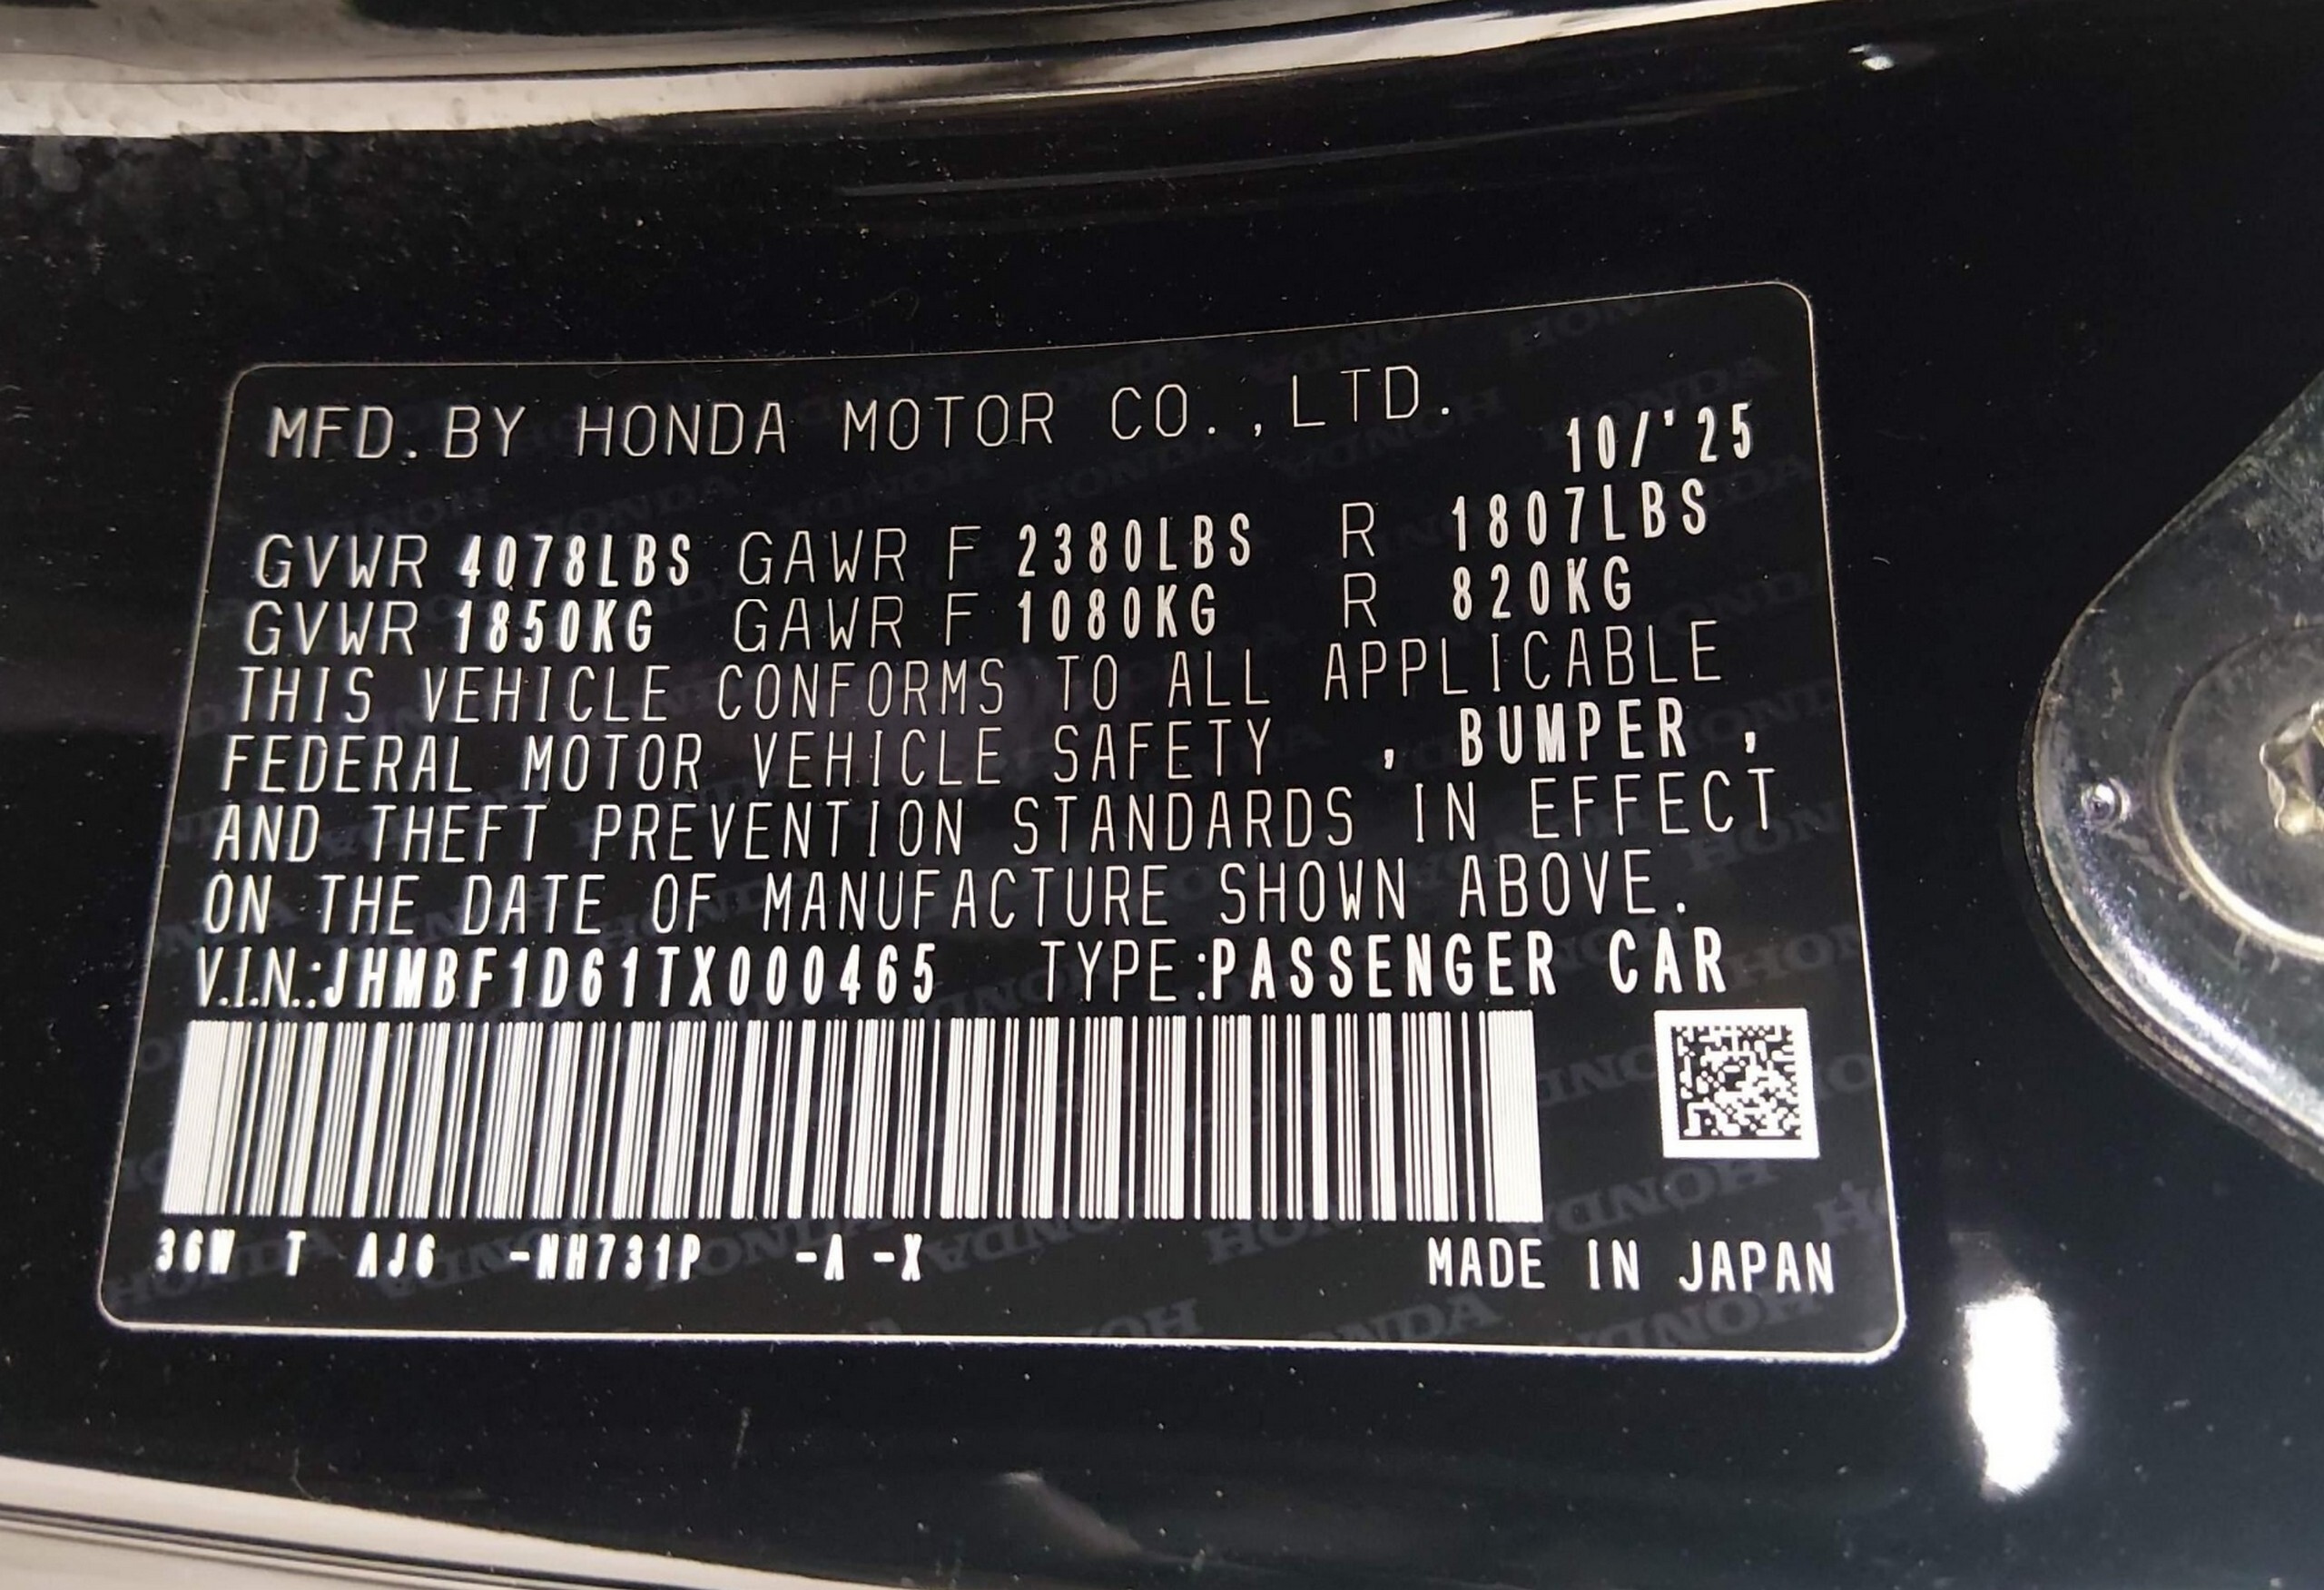 MFD.BY HONDA MOTOR CO.,LTD.
10/'25
GVWR 4078LBS GAWR F 2380LBS R 1807LBS
GVWR 1850KG GAWR F 1080KG R 820KG
THIS VEHICLE CONFORMS TO ALL APPLICABLE
FEDERAL MOTOR VEHICLE SAFETY , BUMPER ,
AND THEFT PREVENTION STANDARDS IN EFFECT
ON THE DATE OF MANUFACTURE SHOWN ABOVE.
V.I.N.:JHMBF1D61TX000465 TYPE:PASSENGER CAR
36W T AJ6 -NH731P -A -X MADE IN JAPAN